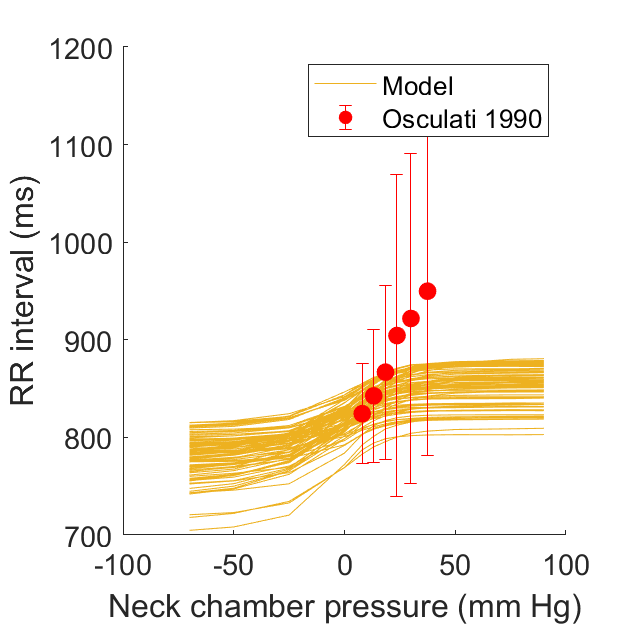 1200
1100
1000
900
800
700
RR interval (ms)
Model
Osculati 1990
-100
-50
0
50
100
Neck chamber pressure (mm Hg)